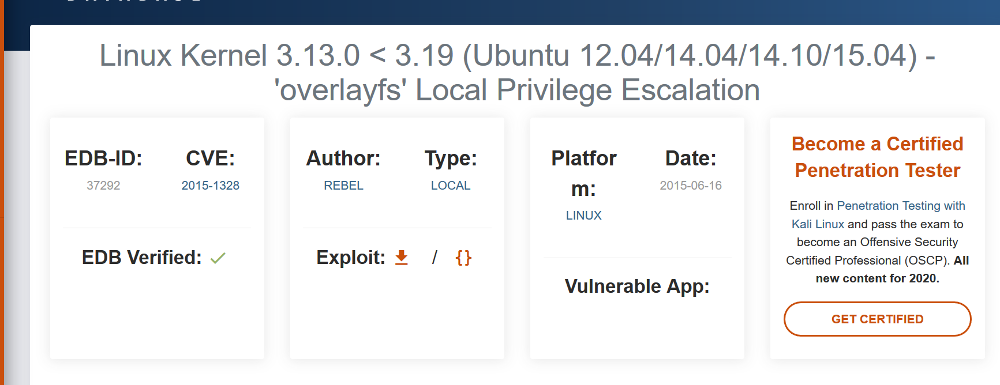 Linux Kernel 3.13.0 < 3.19 (Ubuntu 12.04/14.04/14.10/15.04) -
'overlayfs' Local Privilege Escalation
EDB-ID:
37292
CVE:
2015-1328
EDB Verified:
Author:
REBEL
Type:
LOCAL
Exploit: / {}
Platfor
m:
LINUX
Date:
2015-06-16
Vulnerable App:
Become a Certified
Penetration Tester
Enroll in Penetration Testing with
Kali Linux and pass the exam to
become an Offensive Security
Certified Professional (OSCP). All
new content for 2020.
GET CERTIFIED